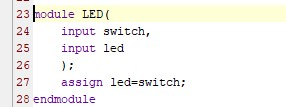 23 module LED(
24 input switch,
25 input led
26 );
27 assign led=switch;
28 endmodule